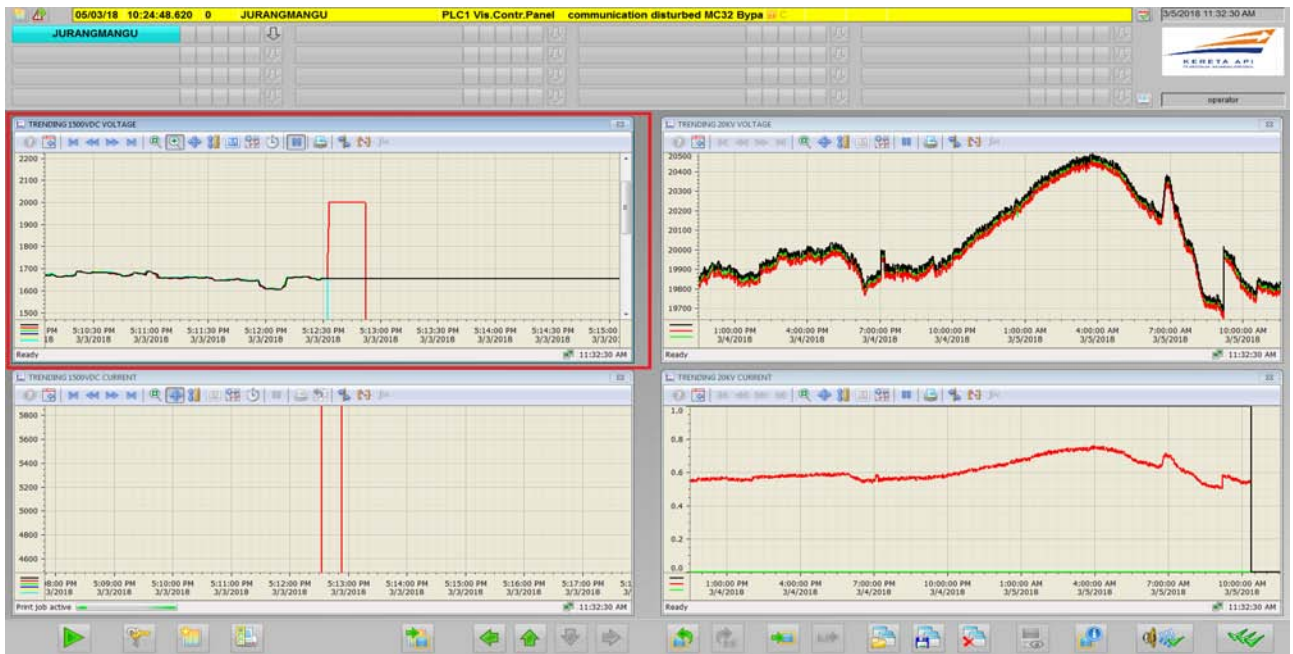 05/03/18 10:24:48.620 0 JURANGMANGU PLC1 Vis.Contr.Panel communication disturbed MC32 Bypa
3/5/2018 11:32:30 AM
JURANGMANGU
KERETA API
operator
TRENDING 1500VDC VOLTAGE
2200
2100
2000
1900
1800
1700
1600
1500
PM 5:10:30 PM 5:11:00 PM 5:11:30 PM 5:12:00 PM 5:12:30 PM 5:13:00 PM 5:13:30 PM 5:14:00 PM 5:14:30 PM 5:15:00
18 3/3/2018 3/3/2018 3/3/2018 3/3/2018 3/3/2018 3/3/2018 3/3/2018 3/3/2018 3/3/2018 3/3/20
Ready 11:32:30 AM
TRENDING 20KV VOLTAGE
20500
20400
20300
20200
20100
20000
19900
19800
19700
1:00:00 PM 4:00:00 PM 7:00:00 PM 10:00:00 PM 1:00:00 AM 4:00:00 AM 7:00:00 AM 10:00:00 AM
3/4/2018 3/4/2018 3/4/2018 3/4/2018 3/5/2018 3/5/2018 3/5/2018 3/5/2018
Ready 11:32:30 AM
TRENDING 1500VDC CURRENT
5800
5600
5400
5200
5000
4800
4600
8:00 PM 5:09:00 PM 5:10:00 PM 5:11:00 PM 5:12:00 PM 5:13:00 PM 5:14:00 PM 5:15:00 PM 5:16:00 PM 5:17:00 PM 5:1
3/2018 3/3/2018 3/3/2018 3/3/2018 3/3/2018 3/3/2018 3/3/2018 3/3/2018 3/3/2018 3/3/2018 3/
Print job active 11:32:30 AM
TRENDING 20KV CURRENT
1.0
0.8
0.6
0.4
0.2
0.0
1:00:00 PM 4:00:00 PM 7:00:00 PM 10:00:00 PM 1:00:00 AM 4:00:00 AM 7:00:00 AM 10:00:00 AM
3/4/2018 3/4/2018 3/4/2018 3/4/2018 3/5/2018 3/5/2018 3/5/2018 3/5/2018
Ready 11:32:30 AM